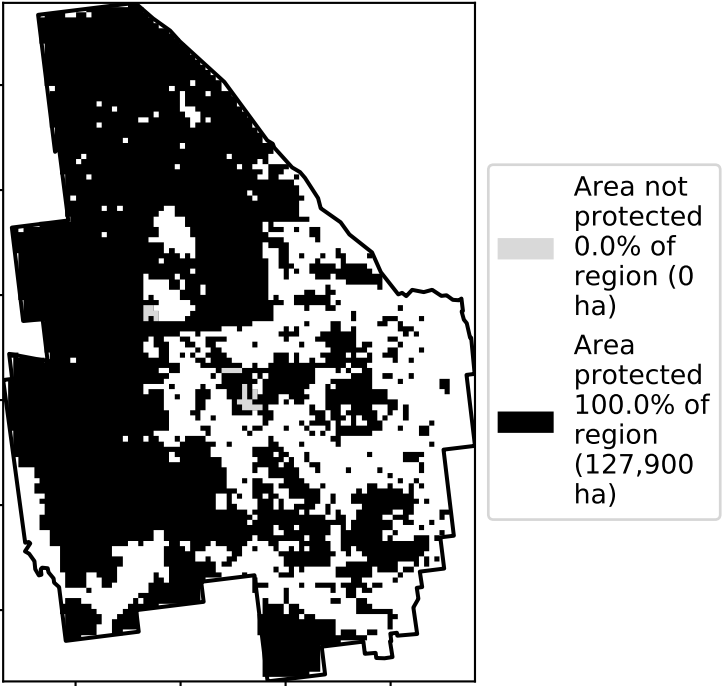 Area not
protected
0.0% of
region (0
ha)
Area
protected
100.0% of
region
(127,900
ha)